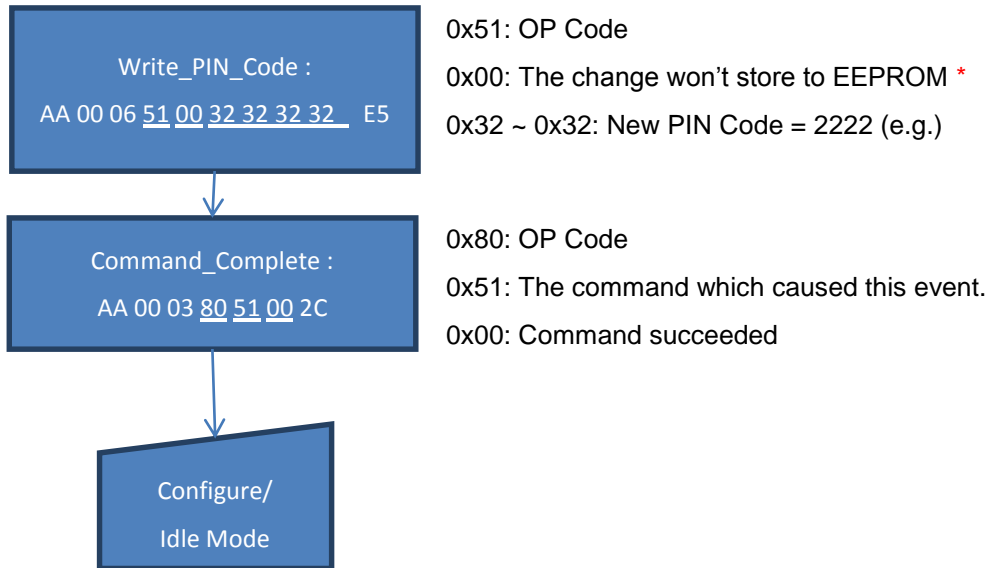 Write_PIN_Code :
AA 00 06 51 00 32 32 32 32 E5
0x51: OP Code
0x00: The change won’t store to EEPROM *
0x32 ~ 0x32: New PIN Code = 2222 (e.g.)
Command_Complete :
AA 00 03 80 51 00 2C
0x80: OP Code
0x51: The command which caused this event.
0x00: Command succeeded
Configure/
Idle Mode